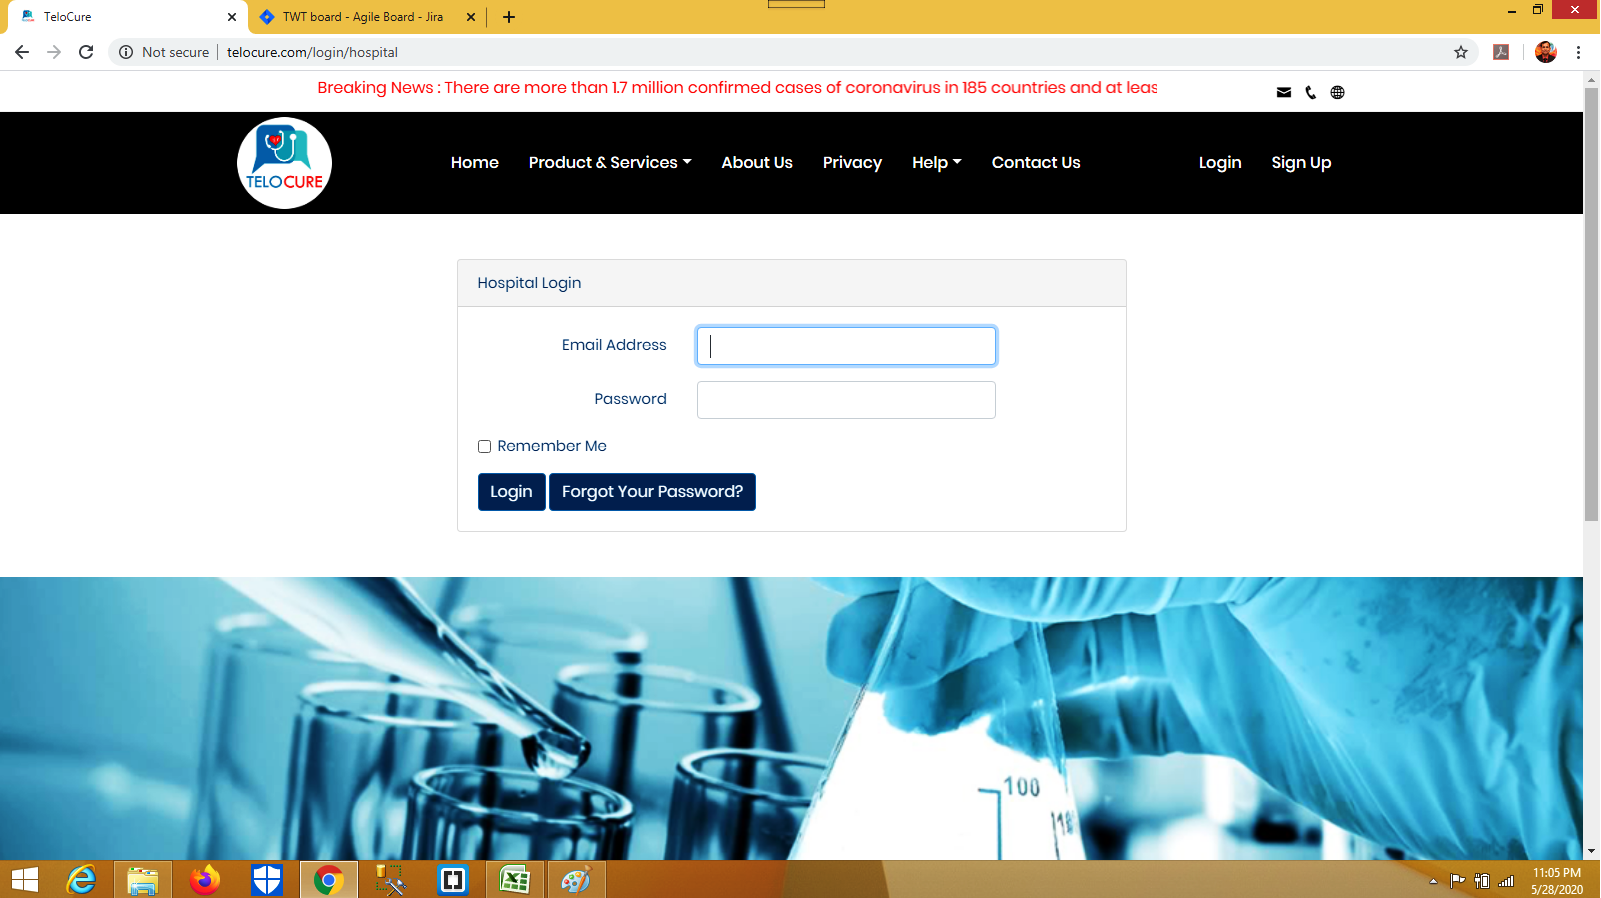 TeloCure
TWT board - Agile Board - Jira
Not secure
telocure.com/login/hospital
Breaking News : There are more than 1.7 million confirmed cases of coronavirus in 185 countries and at leas
TELOCURE
Home
Product & Services
About Us
Privacy
Help
Contact Us
Login
Sign Up
Hospital Login
Email Address
Password
Remember Me
Login
Forgot Your Password?
100
11:05 PM
5/28/2020